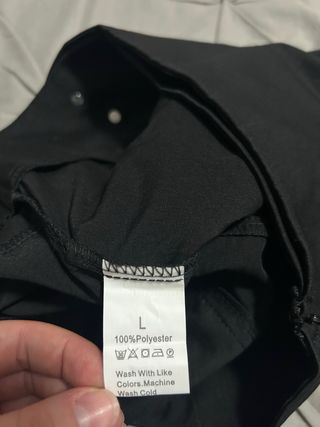 L
100%Polyester
Wash With Like
Colors.Machine
Wash Cold